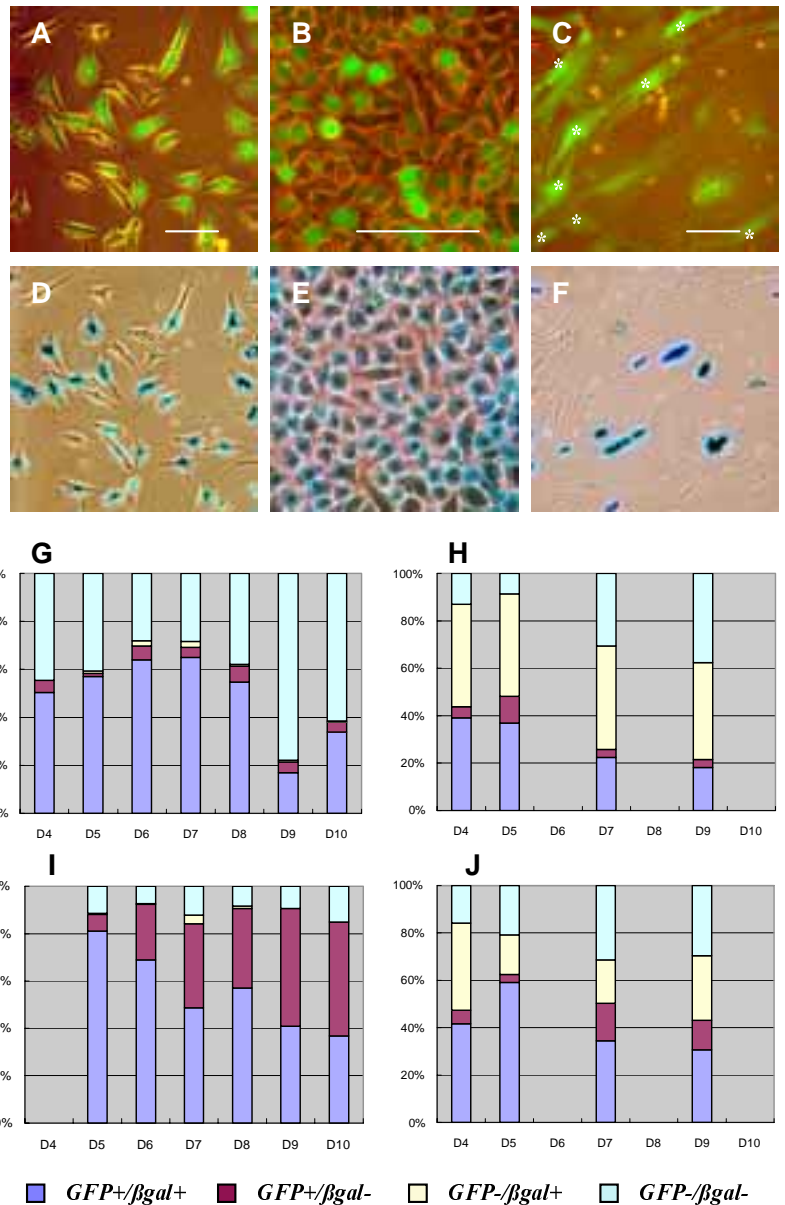 A B C
* * * * * * * *
D E F
G H
% 100%
80%
60%
40%
% 20%
% 0%
D4 D5 D6 D7 D8 D9 D10 D4 D5 D6 D7 D8 D9 D10
I J
% 100%
% 80%
% 60%
% 40%
% 20%
0% 0%
D4 D5 D6 D7 D8 D9 D10 D4 D5 D6 D7 D8 D9 D10
GFP+/ßgal+ GFP+/ßgal- GFP-/ßgal+ GFP-/ßgal-